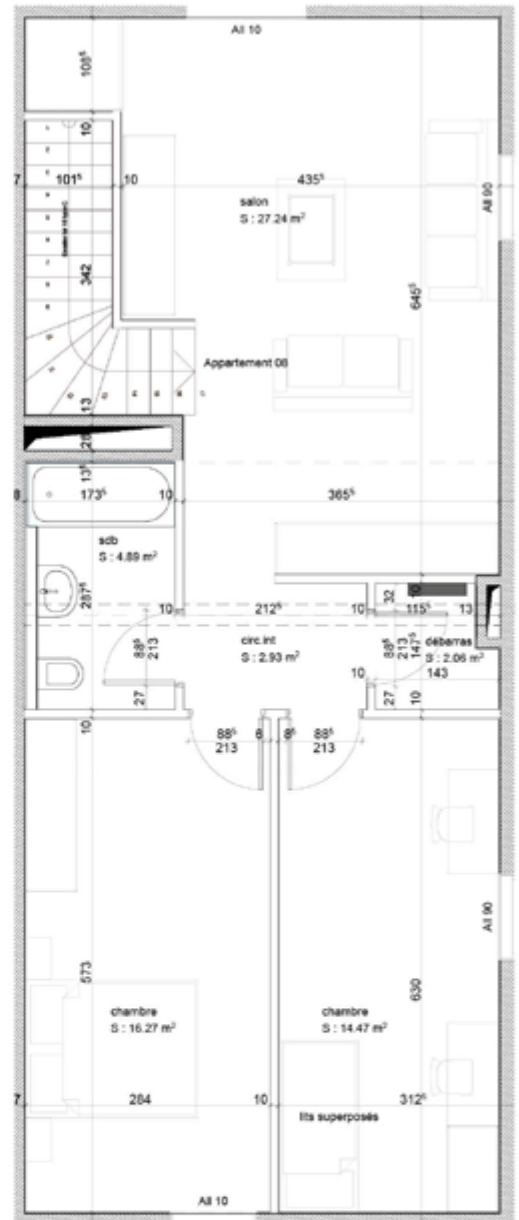 All 10
108⁵
10
7
101⁵
10
435⁵
salon
S : 27.24 m²
All 90
342
645⁵
Appartement 08
13
28
13⁵
8
173⁵
10
365⁵
sdb
S : 4.89 m²
287⁵
32
10
212⁵
10
115⁵
13
88⁵
213
circ.int
S : 2.93 m²
88⁵
213
147⁵
débarras
S : 2.06 m²
143
10
27
27
10
10
88⁵
213
8
8⁵
88⁵
213
All 90
573
630
chambre
S : 16.27 m²
chambre
S : 14.47 m²
7
284
10
312⁵
lits superposés
All 10